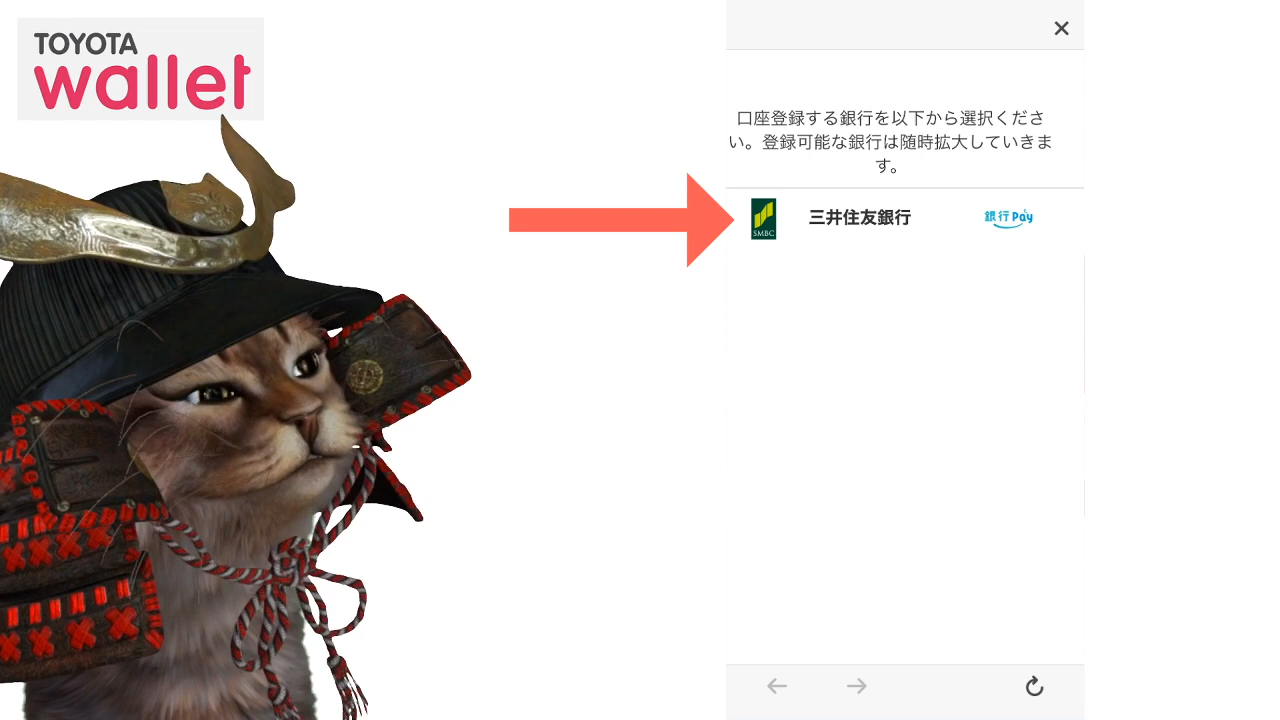 TOYOTA
wallet
口座登録する銀行を以下から選択くださ
い。登録可能な銀行は随時拡大していきま
す。
SMBC
三井住友銀行
銀行Pay